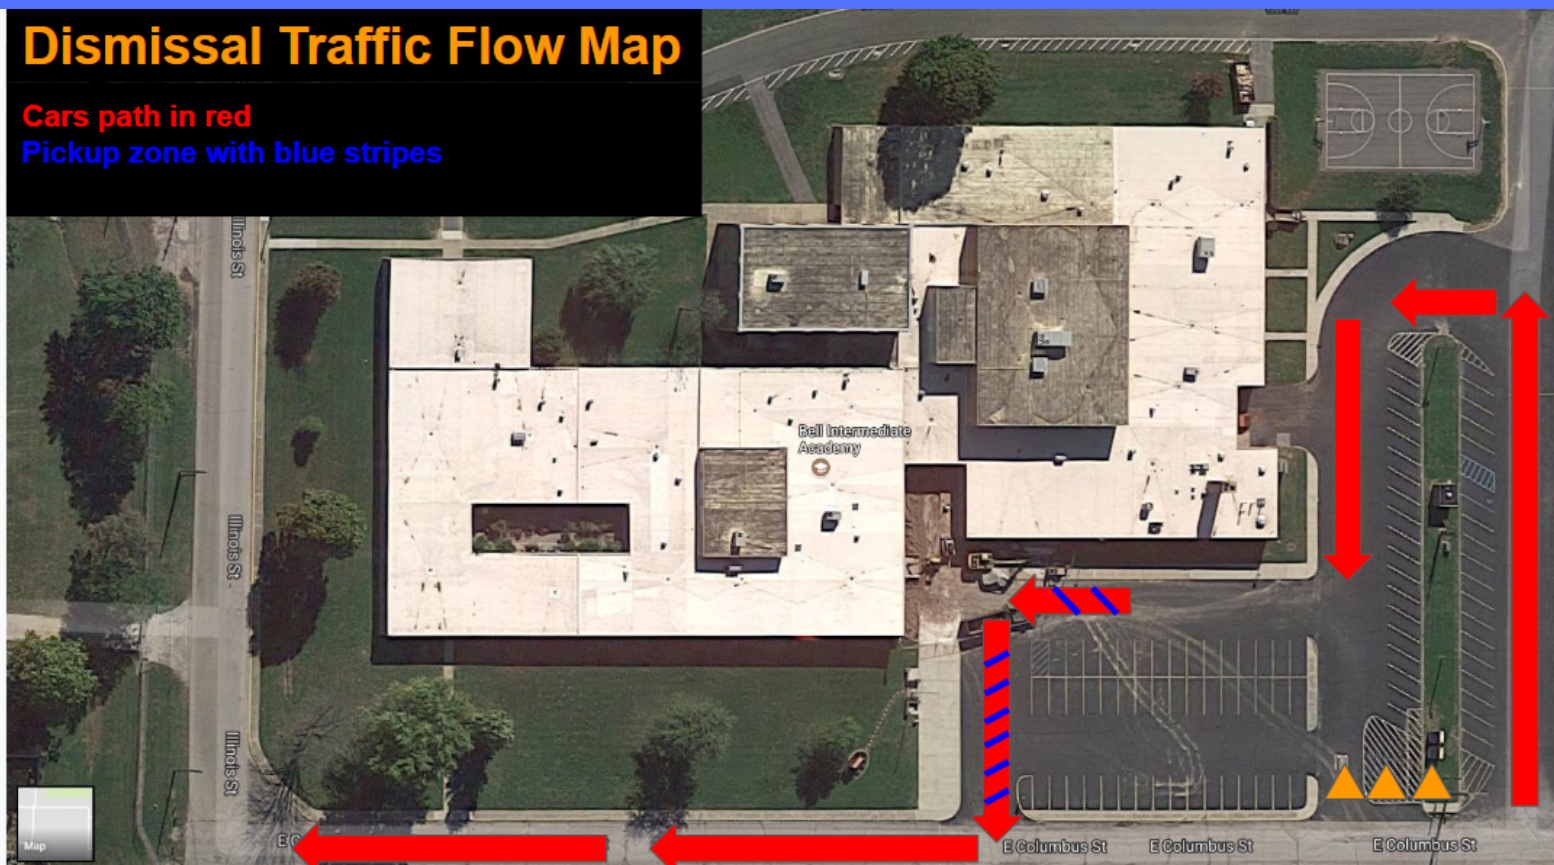 Dismissal Traffic Flow Map
Cars path in red
Pickup zone with blue stripes
Illinois St
Bell Intermediate
Academy
Illinois St
Illinois St
Map
E C
E Columbus St
E Columbus St
E Columbus St